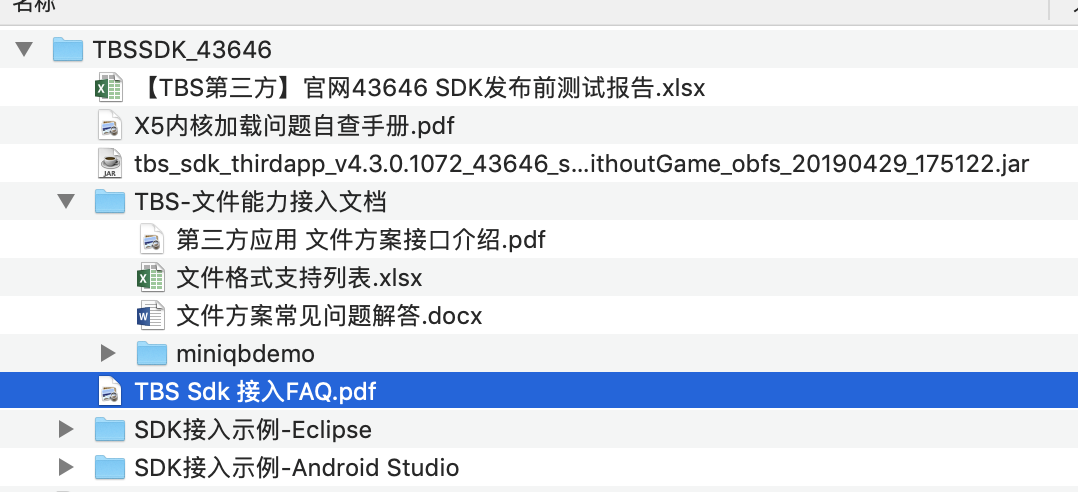 名称
TBSSDK_43646
【TBS第三方】官网43646 SDK发布前测试报告.xlsx
X5内核加载问题自查手册.pdf
tbs_sdk_thirdapp_v4.3.0.1072_43646_s...ithoutGame_obfs_20190429_175122.jar
TBS-文件能力接入文档
第三方应用 文件方案接口介绍.pdf
文件格式支持列表.xlsx
文件方案常见问题解答.docx
miniqbdemo
TBS Sdk 接入FAQ.pdf
SDK接入示例-Eclipse
SDK接入示例-Android Studio